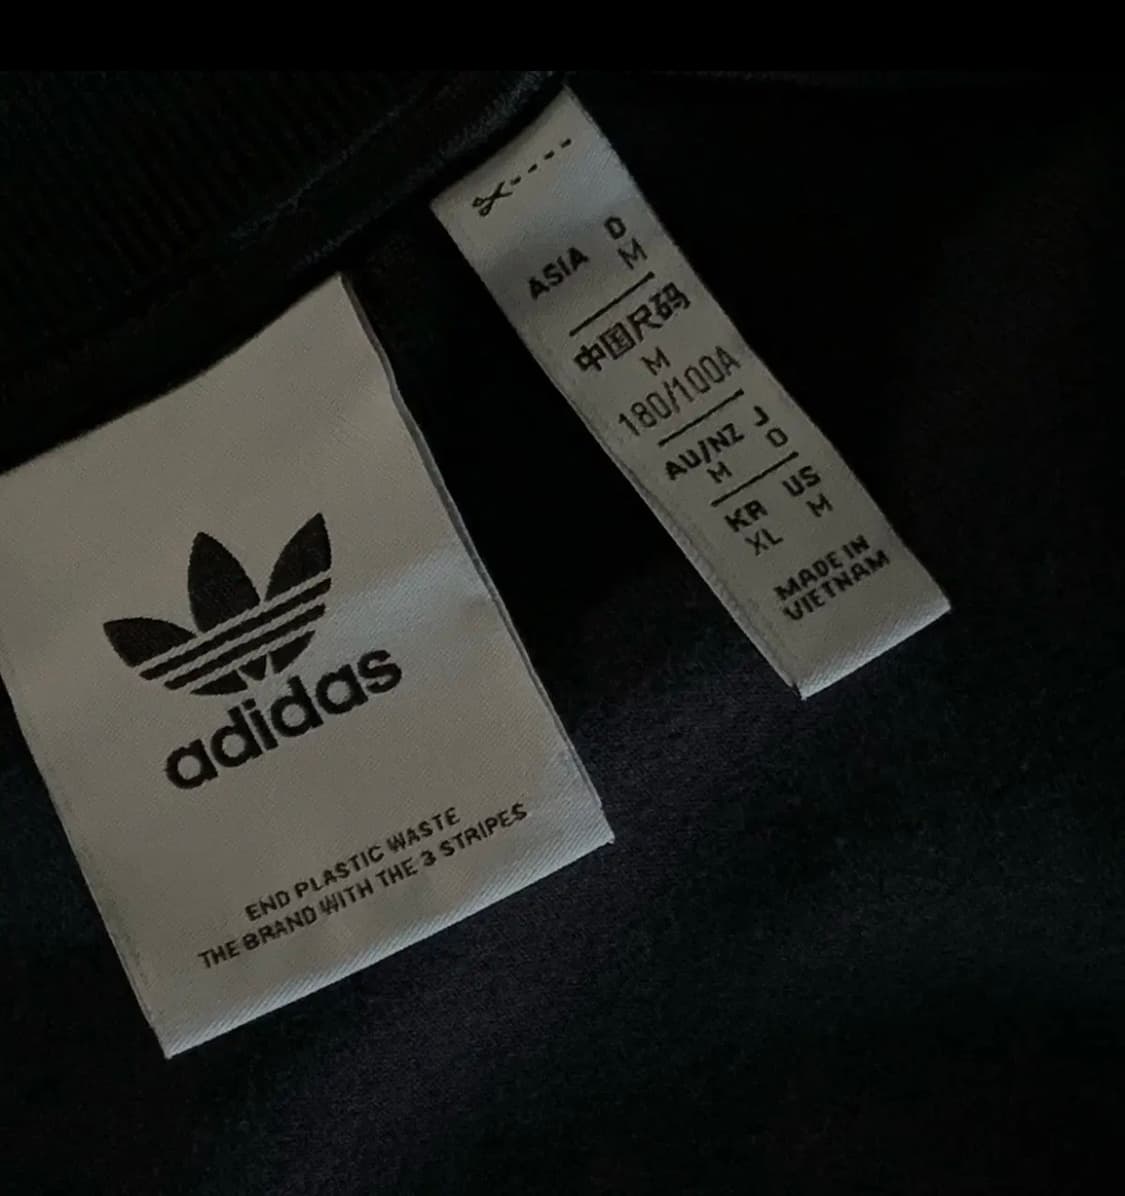 adidas
END PLASTIC WASTE
THE BRAND WITH THE 3 STRIPES
ASIA D
M
中国尺码
M
180/100A
AU/NZ J
M O
KR US
XL M
MADE IN
VIETNAM